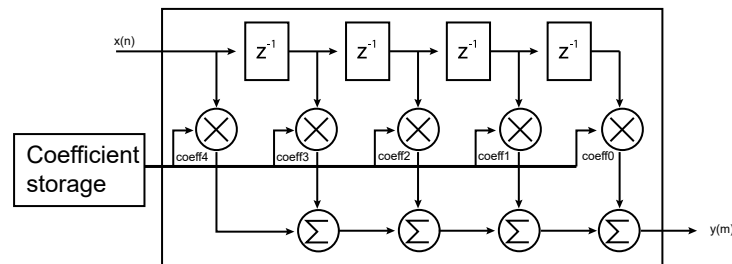 x(n)
z⁻¹
z⁻¹
z⁻¹
z⁻¹
Coefficient
storage
coeff4
coeff3
coeff2
coeff1
coeff0
Σ
Σ
Σ
Σ
y(m)